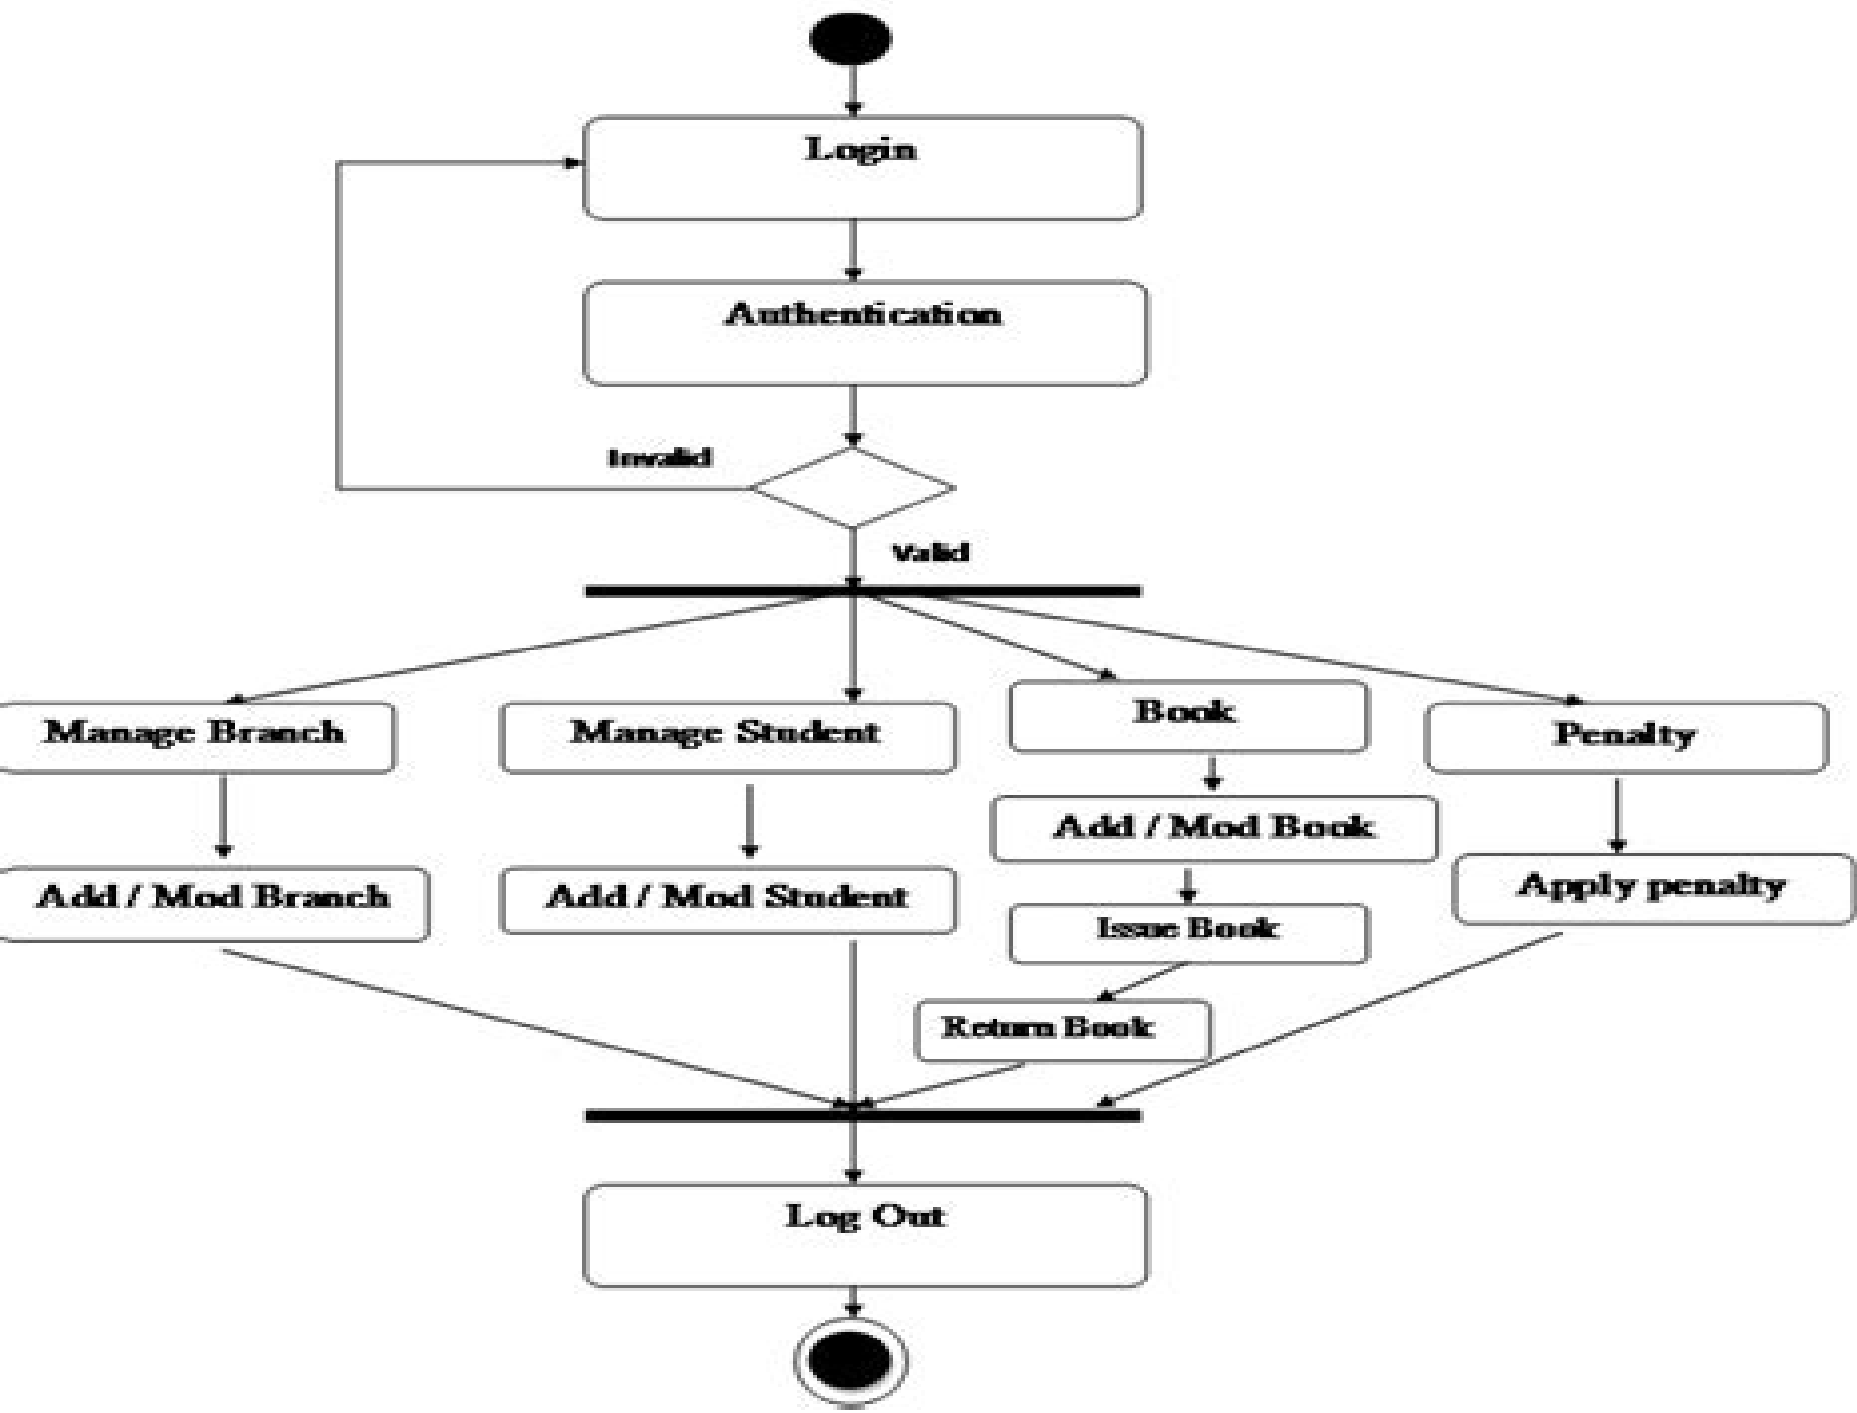 Login
Authentication
Invalid
Valid
Manage Branch
Manage Student
Book
Penalty
Add / Mod Book
Add / Mod Branch
Add / Mod Student
Apply penalty
Issue Book
Return Book
Log Out